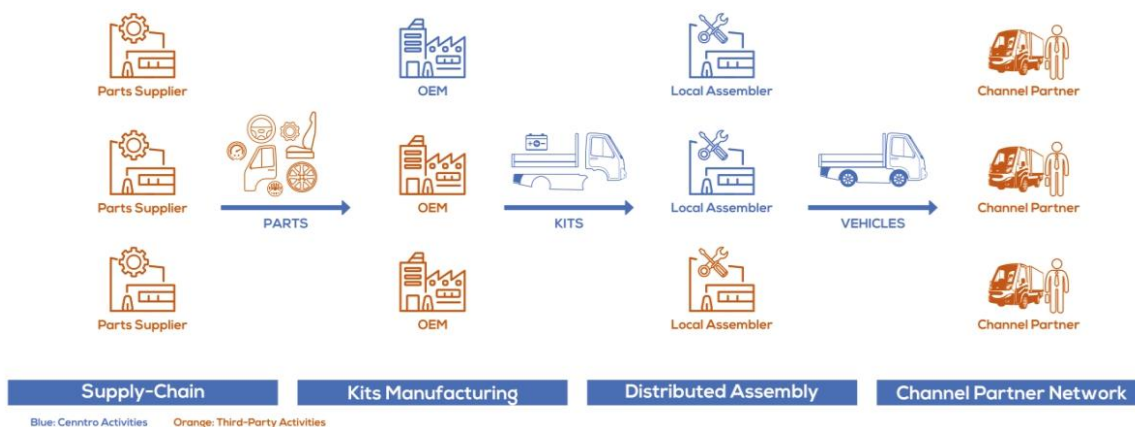 Parts Supplier
OEM
Local Assembler
Channel Partner
Parts Supplier
PARTS
OEM
KITS
Local Assembler
VEHICLES
Channel Partner
Parts Supplier
OEM
Local Assembler
Channel Partner
Supply-Chain
Kits Manufacturing
Distributed Assembly
Channel Partner Network
Blue: Cenntro Activities
Orange: Third-Party Activities